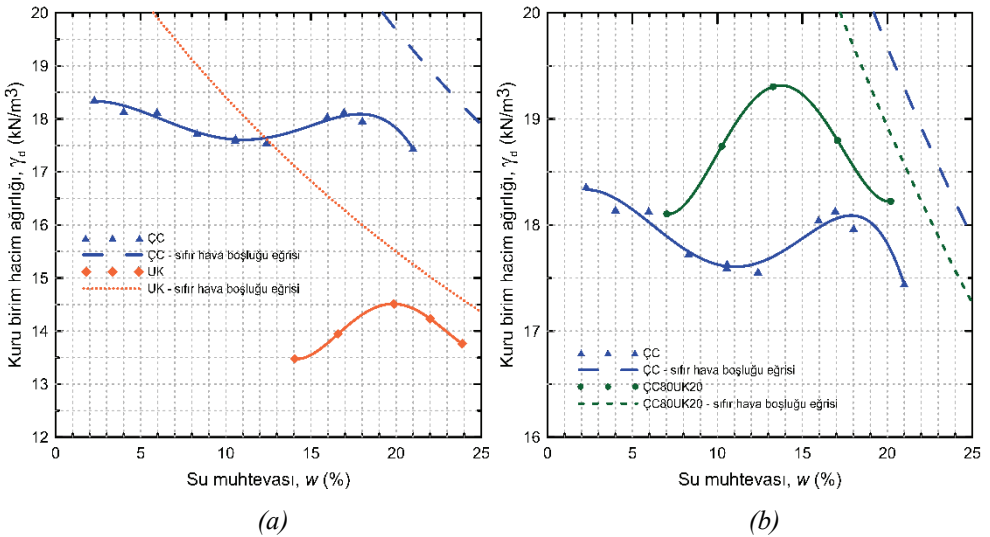 Kuru birim hacim ağırlığı, γd (kN/m3)
20
19
18
17
16
15
14
13
12
ÇC
ÇC - sıfır hava boşluğu eğrisi
UK
UK - sıfır hava boşluğu eğrisi
0 5 10 15 20 25
Su muhtevası, w (%)
(a)
Kuru birim hacim ağırlığı, γd (kN/m3)
20
19
18
17
16
ÇC
ÇC - sıfır hava boşluğu eğrisi
ÇC80UK20
ÇC80UK20 - sıfır hava boşluğu eğrisi
0 5 10 15 20 25
Su muhtevası, w (%)
(b)